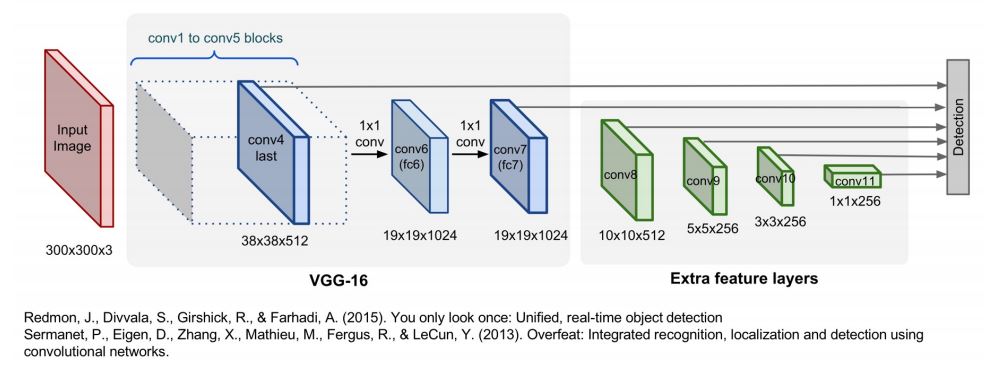 conv1 to conv5 blocks
Input
Image
conv4
last
1x1
conv
conv6
(fc6)
1x1
conv
conv7
(fc7)
conv8
conv9
conv10
conv11
Detection
300x300x3
38x38x512
19x19x1024
19x19x1024
10x10x512
5x5x256
3x3x256
1x1x256
VGG-16
Extra feature layers
Redmon, J., Divvala, S., Girshick, R., & Farhadi, A. (2015). You only look once: Unified, real-time object detection
Sermanet, P., Eigen, D., Zhang, X., Mathieu, M., Fergus, R., & LeCun, Y. (2013). Overfeat: Integrated recognition, localization and detection using
convolutional networks.